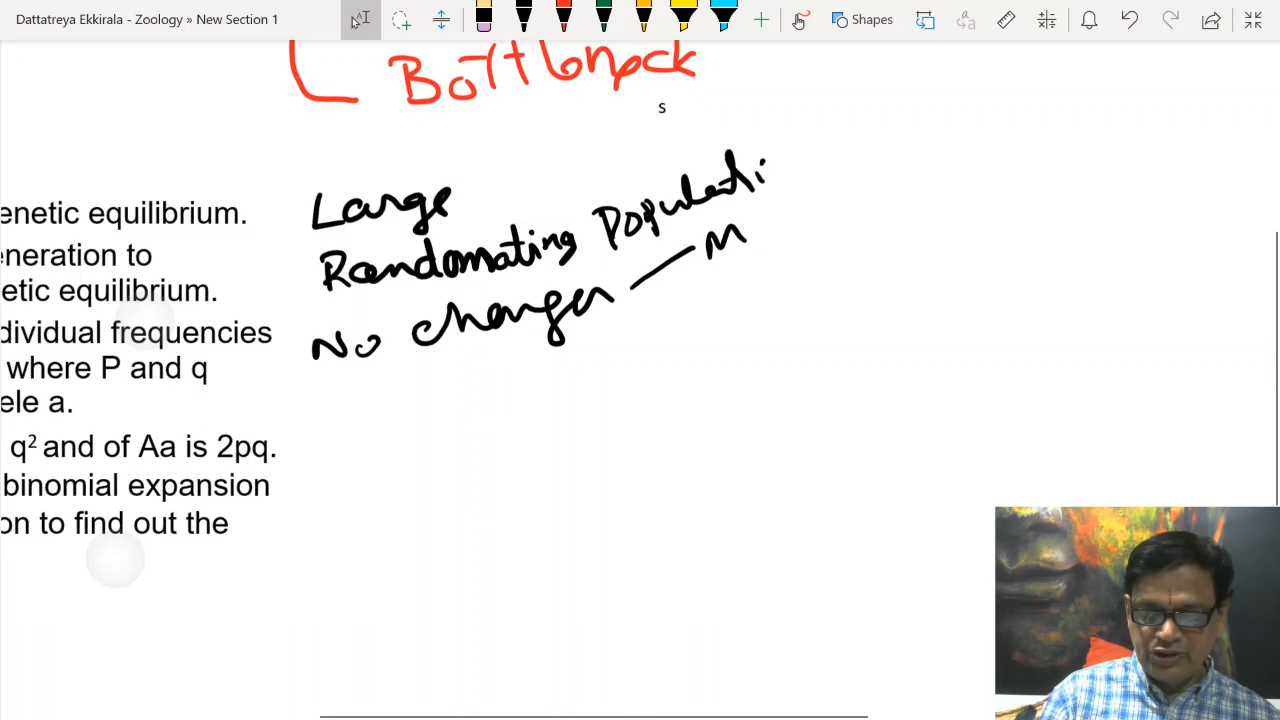 Dattatreya Ekkirala - Zoology » New Section 1
Shapes
Bottleneck
s
enetic equilibrium.
eneration to
etic equilibrium.
dividual frequencies
where P and q
ele a.
q² and of Aa is 2pq.
binomial expansion
on to find out the
Large
Randomating Populati
No changes — M